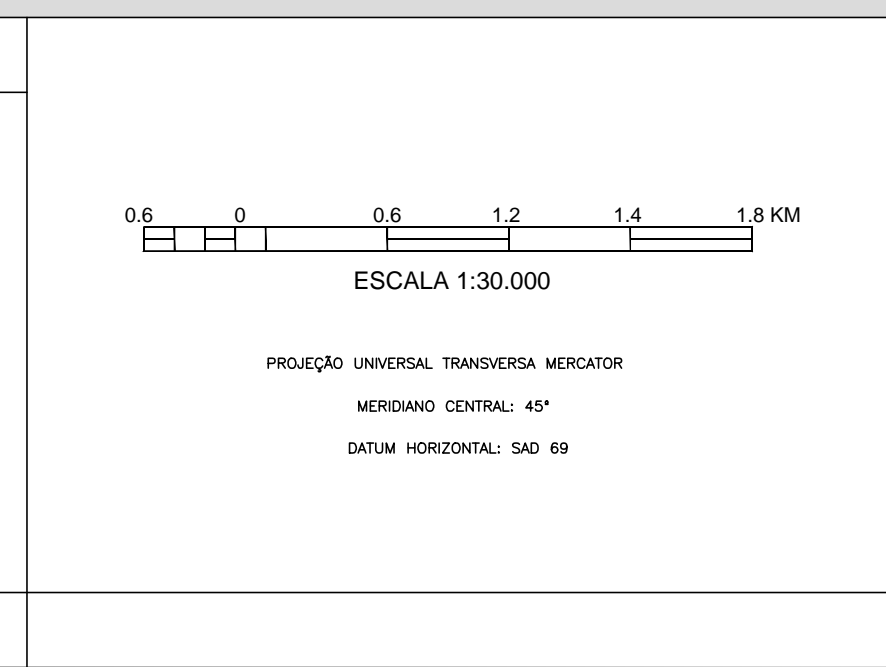 0.6 0 0.6 1.2 1.4 1.8 KM
ESCALA 1:30.000
PROJEÇÃO UNIVERSAL TRANSVERSA MERCATOR
MERIDIANO CENTRAL: 45°
DATUM HORIZONTAL: SAD 69